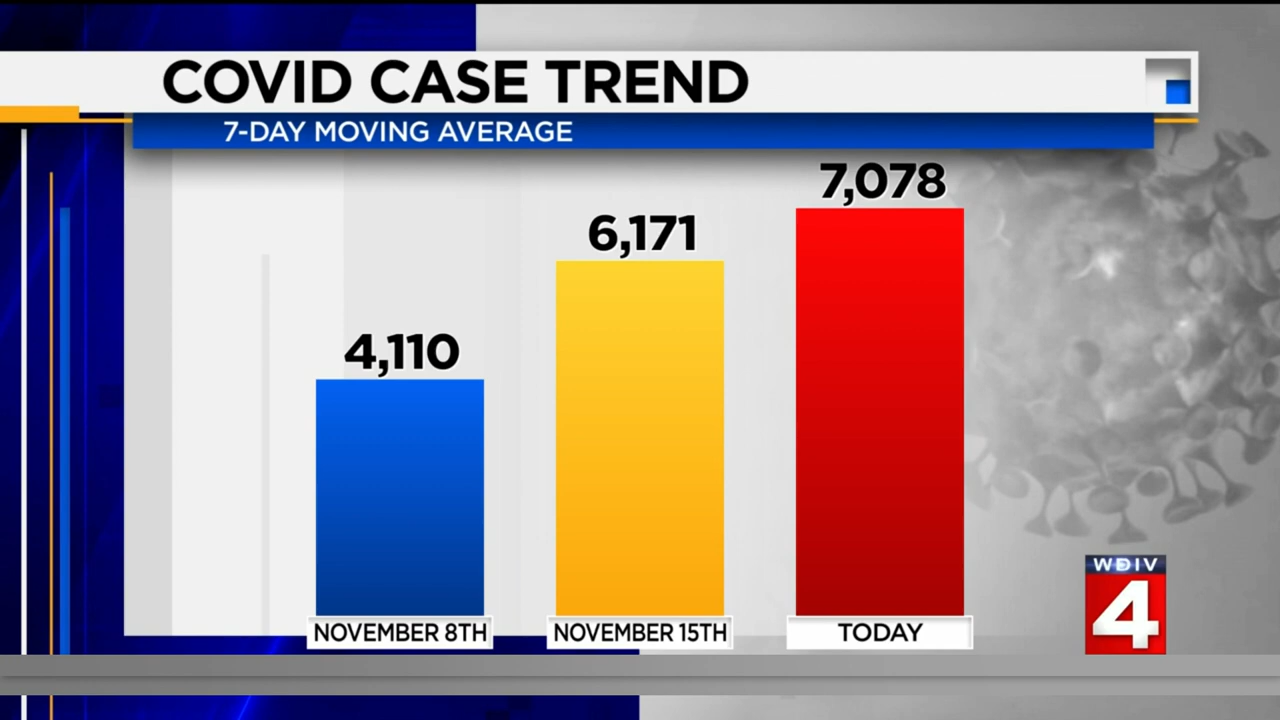 COVID CASE TREND
7-DAY MOVING AVERAGE
4,110
6,171
7,078
NOVEMBER 8TH
NOVEMBER 15TH
TODAY
WDIV
4